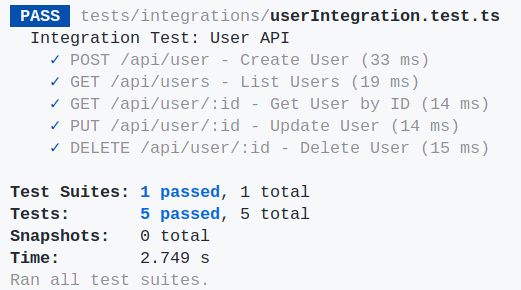 PASS tests/integrations/userIntegration.test.ts
Integration Test: User API
✓ POST /api/user - Create User (33 ms)
✓ GET /api/users - List Users (19 ms)
✓ GET /api/user/:id - Get User by ID (14 ms)
✓ PUT /api/user/:id - Update User (14 ms)
✓ DELETE /api/user/:id - Delete User (15 ms)
Test Suites: 1 passed, 1 total
Tests: 5 passed, 5 total
Snapshots: 0 total
Time: 2.749 s
Ran all test suites.